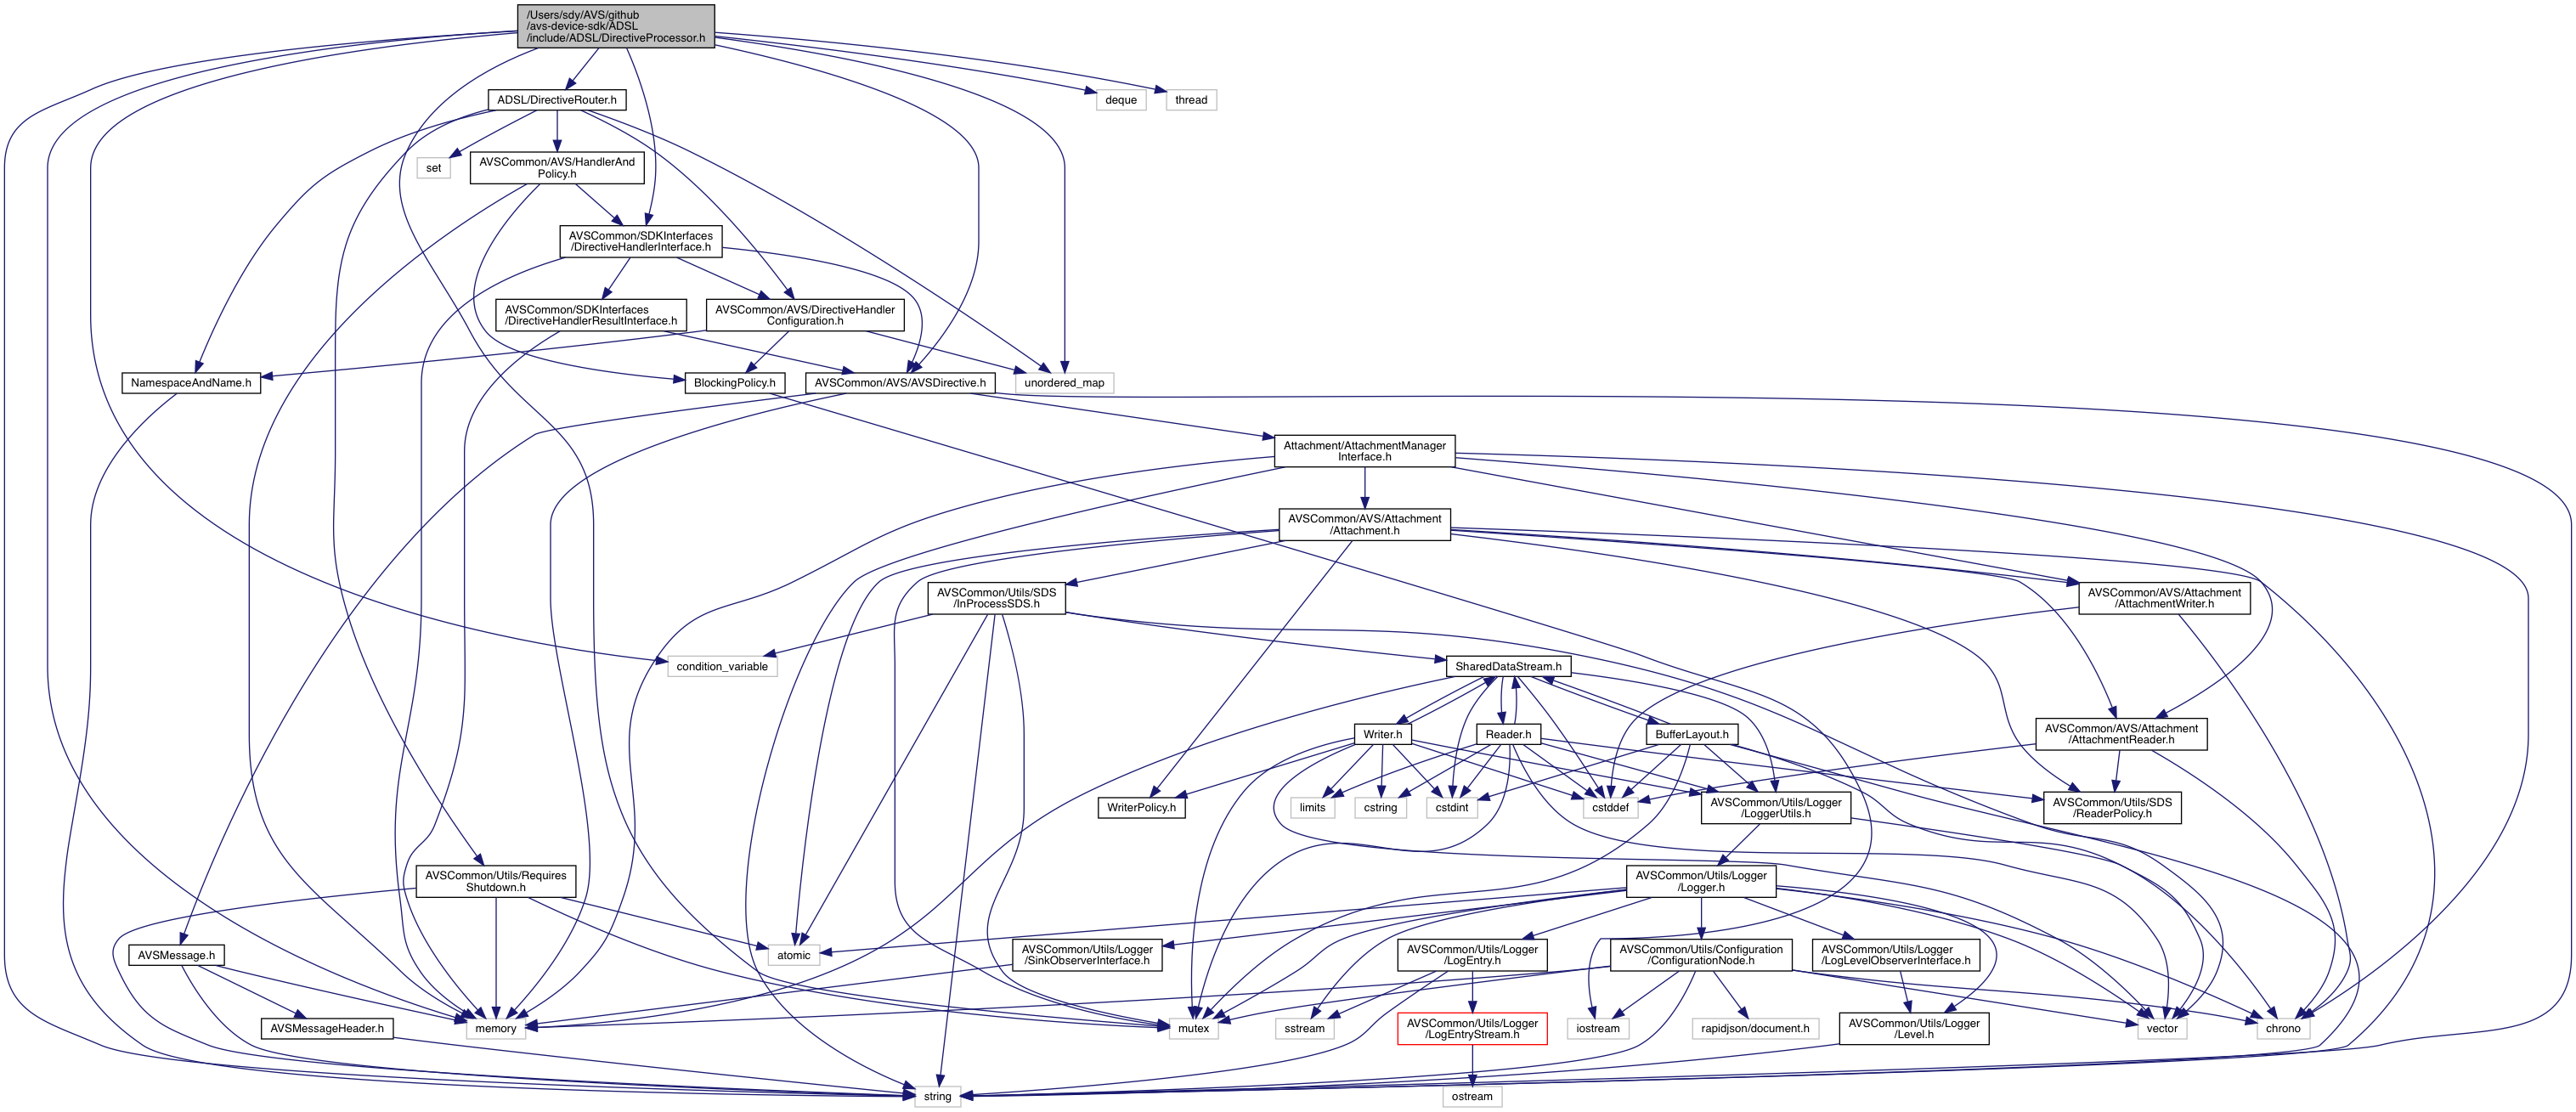 /Users/sdy/AVS/github
/avs-device-sdk/ADSL
/include/ADSL/DirectiveProcessor.h
ADSL/DirectiveRouter.h
deque
thread
set
AVSCommon/AVS/HandlerAnd
Policy.h
AVSCommon/SDKInterfaces
/DirectiveHandlerInterface.h
AVSCommon/SDKInterfaces
/DirectiveHandlerResultInterface.h
AVSCommon/AVS/DirectiveHandler
Configuration.h
NamespaceAndName.h
BlockingPolicy.h
AVSCommon/AVS/AVSDirective.h
unordered_map
Attachment/AttachmentManager
Interface.h
AVSCommon/AVS/Attachment
/Attachment.h
AVSCommon/Utils/SDS
/InProcessSDS.h
AVSCommon/AVS/Attachment
/AttachmentWriter.h
condition_variable
SharedDataStream.h
Writer.h
Reader.h
BufferLayout.h
AVSCommon/AVS/Attachment
/AttachmentReader.h
WriterPolicy.h
limits
cstring
cstdint
cstddef
AVSCommon/Utils/Logger
/LoggerUtils.h
AVSCommon/Utils/SDS
/ReaderPolicy.h
AVSCommon/Utils/Requires
Shutdown.h
AVSCommon/Utils/Logger
/Logger.h
AVSMessage.h
atomic
AVSCommon/Utils/Logger
/SinkObserverInterface.h
AVSCommon/Utils/Logger
/LogEntry.h
AVSCommon/Utils/Configuration
/ConfigurationNode.h
AVSCommon/Utils/Logger
/LogLevelObserverInterface.h
AVSMessageHeader.h
memory
mutex
sstream
AVSCommon/Utils/Logger
/LogEntryStream.h
iostream
rapidjson/document.h
AVSCommon/Utils/Logger
/Level.h
vector
chrono
string
ostream